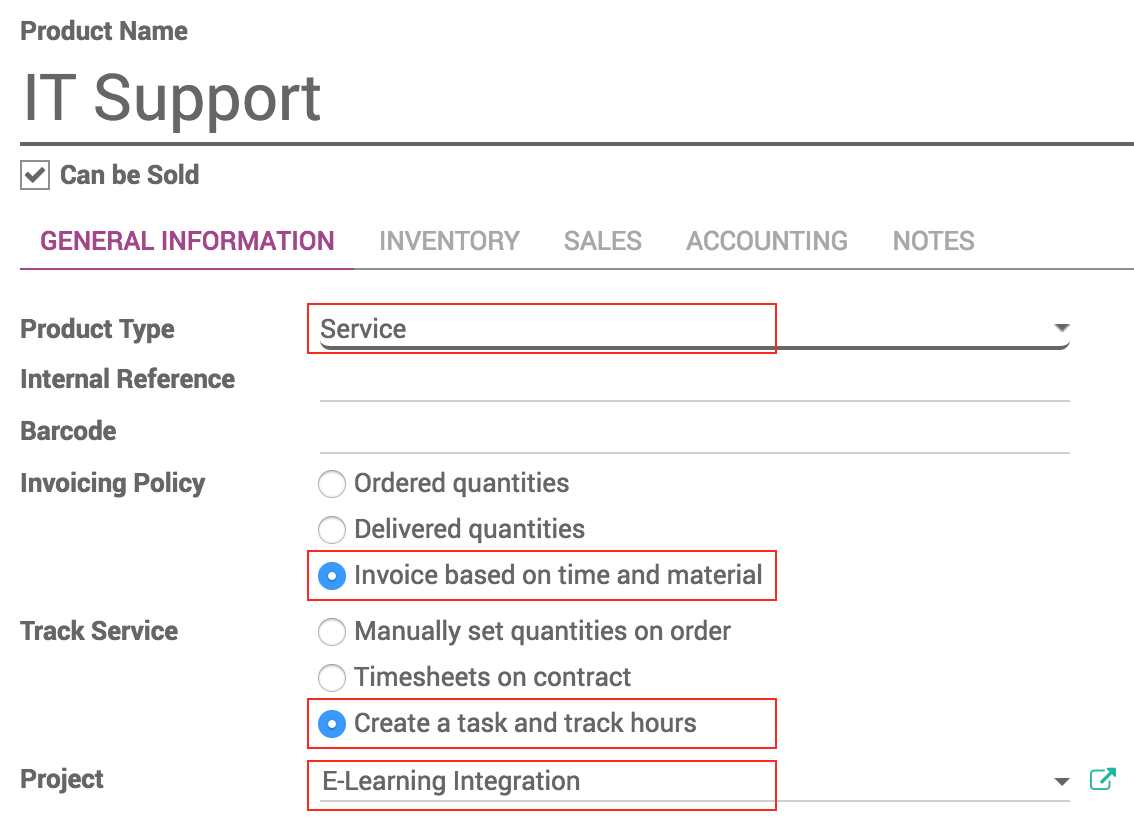 Product Name
IT Support
Can be Sold
GENERAL INFORMATION INVENTORY SALES ACCOUNTING NOTES
Product Type Service
Internal Reference
Barcode
Invoicing Policy Ordered quantities
Delivered quantities
Invoice based on time and material
Track Service Manually set quantities on order
Timesheets on contract
Create a task and track hours
Project E-Learning Integration